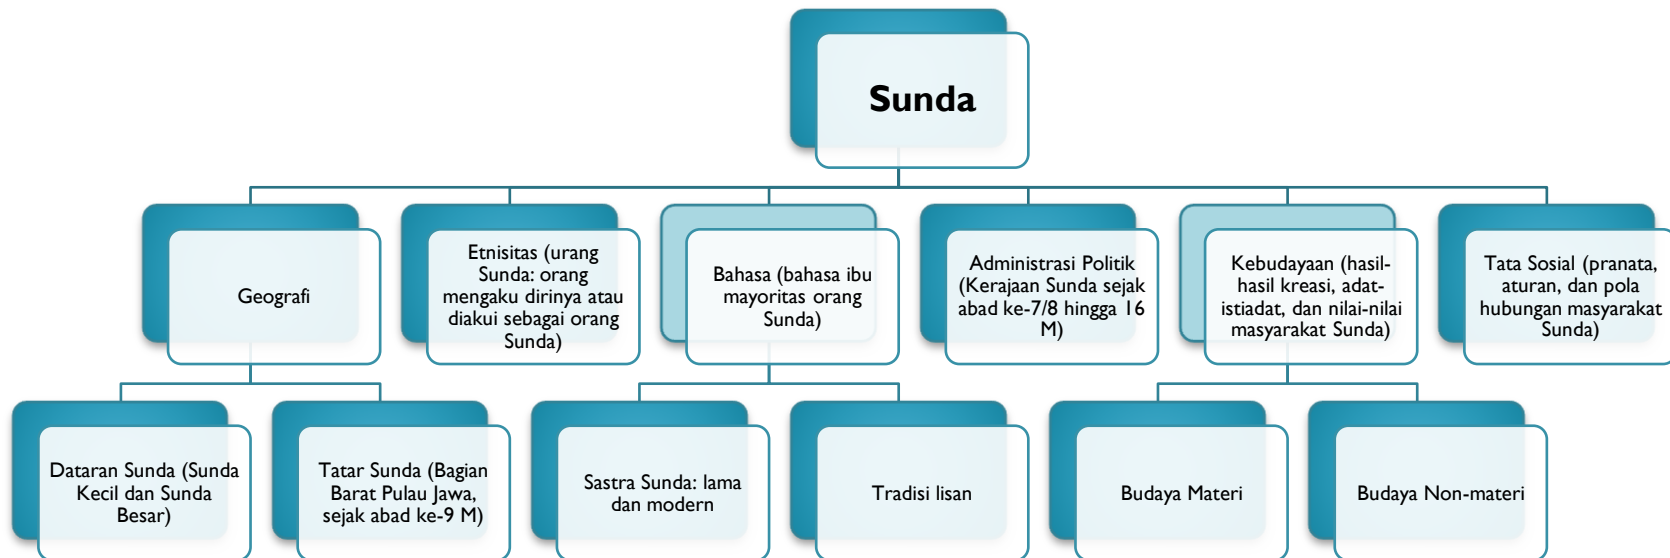 Sunda
Geografi
Etnisitas (urang
Sunda: orang
mengaku dirinya atau
diakui sebagai orang
Sunda)
Bahasa (bahasa ibu
mayoritas orang
Sunda)
Administrasi Politik
(Kerajaan Sunda sejak
abad ke-7/8 hingga 16
M)
Kebudayaan (hasil-
hasil kreasi, adat-
istiadat, dan nilai-nilai
masyarakat Sunda)
Tata Sosial (pranata,
aturan, dan pola
hubungan masyarakat
Sunda)
Dataran Sunda (Sunda
Kecil dan Sunda
Besar)
Tatar Sunda (Bagian
Barat Pulau Jawa,
sejak abad ke-9 M)
Sastra Sunda: lama
dan modern
Tradisi lisan
Budaya Materi
Budaya Non-materi